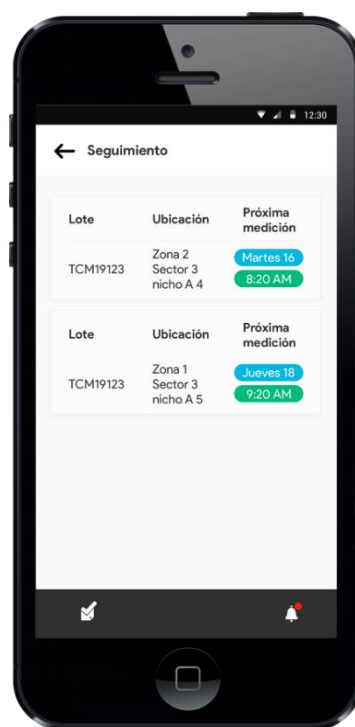 12:30
Seguimiento
Lote Ubicación Próxima medición
TCM19123 Zona 2 Sector 3 nicho A 4 Martes 16 8:20 AM
Lote Ubicación Próxima medición
TCM19123 Zona 1 Sector 3 nicho A 5 Jueves 18 9:20 AM